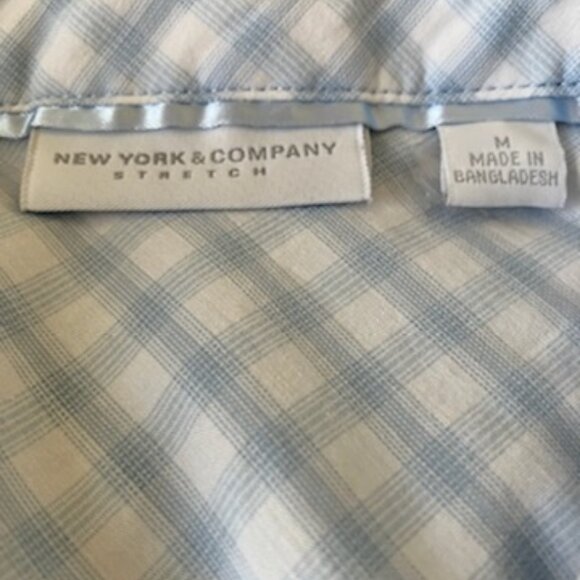 NEW YORK & COMPANY
STRETCH
M
MADE IN
BANGLADESH